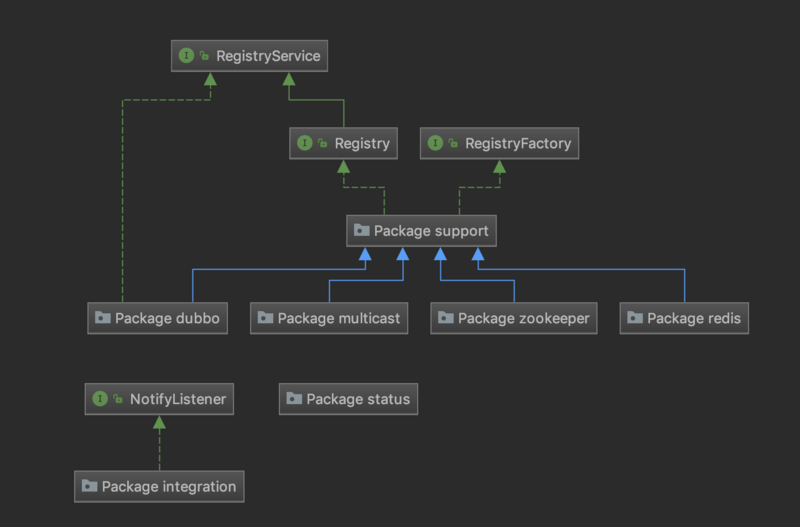 I RegistryService
I Registry
I RegistryFactory
Package support
Package dubbo
Package multicast
Package zookeeper
Package redis
I NotifyListener
Package status
Package integration